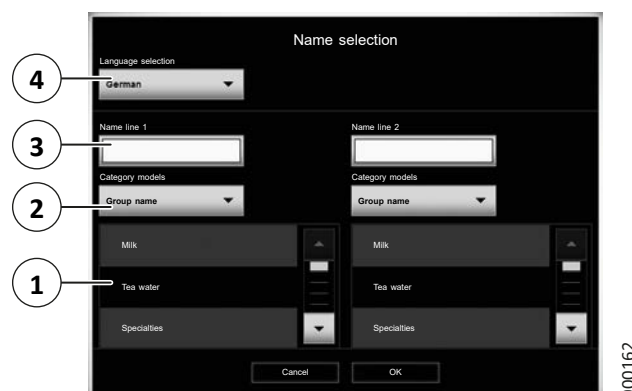 Name selection
Language selection
4
German
Name line 1 Name line 2
3
Category models Category models
2
Group name Group name
Milk Milk
1
Tea water Tea water
Specialties Specialties
Cancel OK